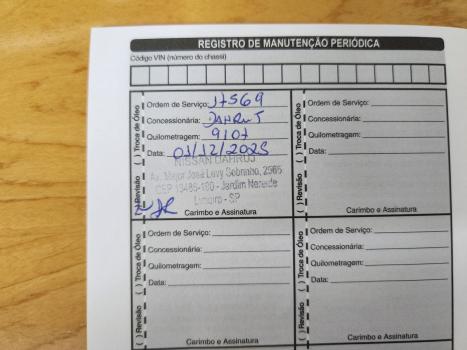 REGISTRO DE MANUTENÇÃO PERIÓDICA
Código VIN (número do chassi)
( ) Troca de Óleo
( ) Revisão
Ordem de Serviço: 17569
Concessionária: DAHRUJ
Quilometragem: 9107
Data: 01/12/2023
NISSAN DAHRUJ
Av. Major José Levy Sobrinho, 2565
CEP 13486-190 - Jardim Nereide
Limeira - SP
Carimbo e Assinatura
( ) Troca de Óleo
( ) Revisão
Ordem de Serviço:
Concessionária:
Quilometragem:
Data:
Carimbo e Assinatura
( ) Troca de Óleo
( ) Revisão
Ordem de Serviço:
Concessionária:
Quilometragem:
Data:
Carimbo e Assinatura
( ) Troca de Óleo
( ) Revisão
Ordem de Serviço:
Concessionária:
Quilometragem:
Data:
Carimbo e Assinatura